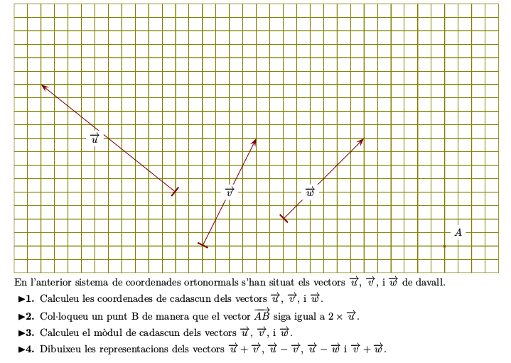 u⃗
v⃗
w⃗
A
En l'anterior sistema de coordenades ortonormals s'han situat els vectors u⃗, v⃗, i w⃗ de davall.
▶1. Calculeu les coordenades de cadascun dels vectors u⃗, v⃗, i w⃗.
▶2. Col·loqueu un punt B de manera que el vector A⃗B⃗ siga igual a 2 × u⃗.
▶3. Calculeu el mòdul de cadascun dels vectors u⃗, v⃗, i w⃗.
▶4. Dibuixeu les representacions dels vectors u⃗ + v⃗, u⃗ − v⃗, u⃗ − w⃗ i v⃗ + w⃗.